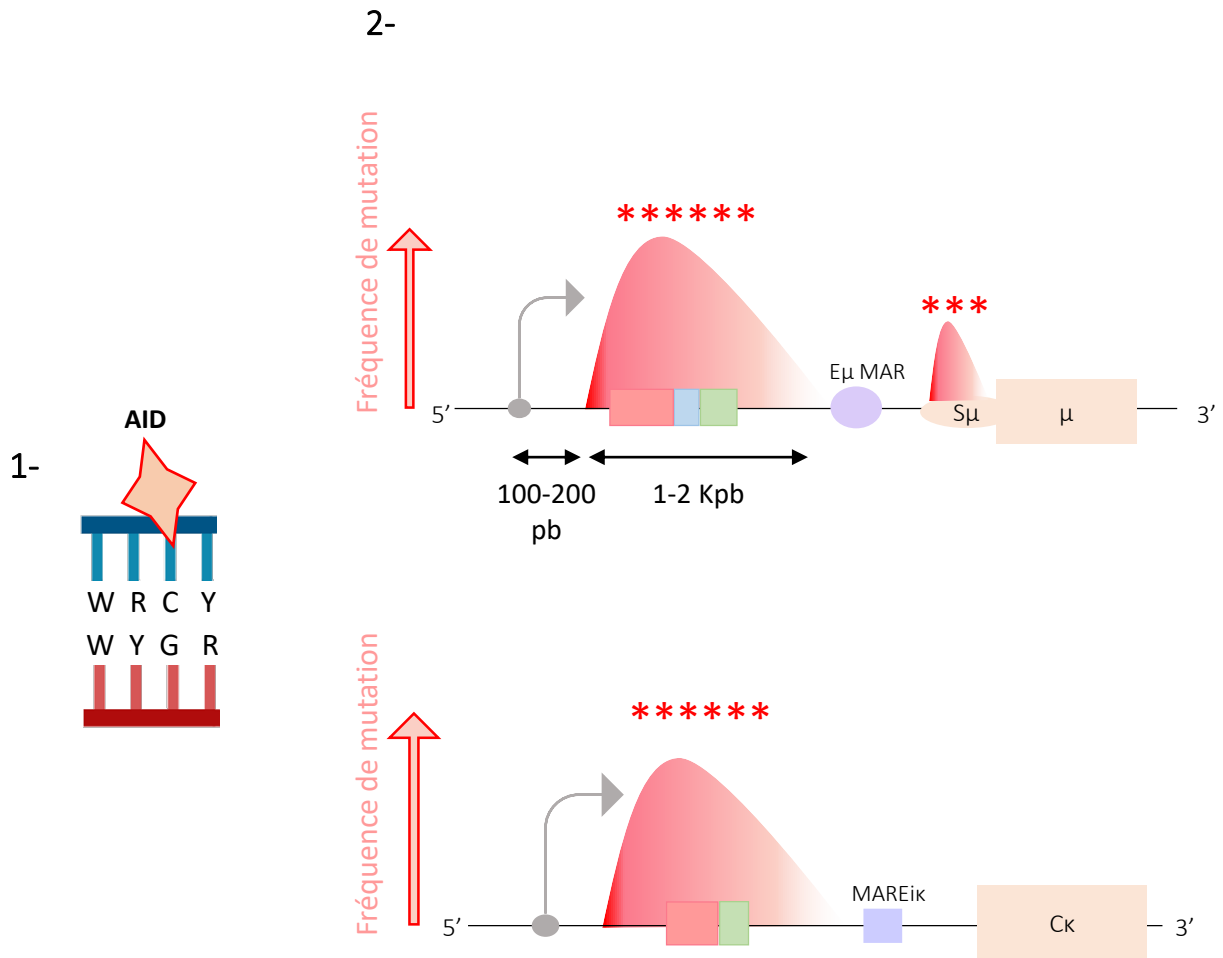 2-
Fréquence de mutation
******
***
Eµ MAR
5’
Sµ
µ
3’
100-200
pb
1-2 Kpb
1-
AID
W R C Y
W Y G R
Fréquence de mutation
******
MAREiκ
5’
Cκ
3’